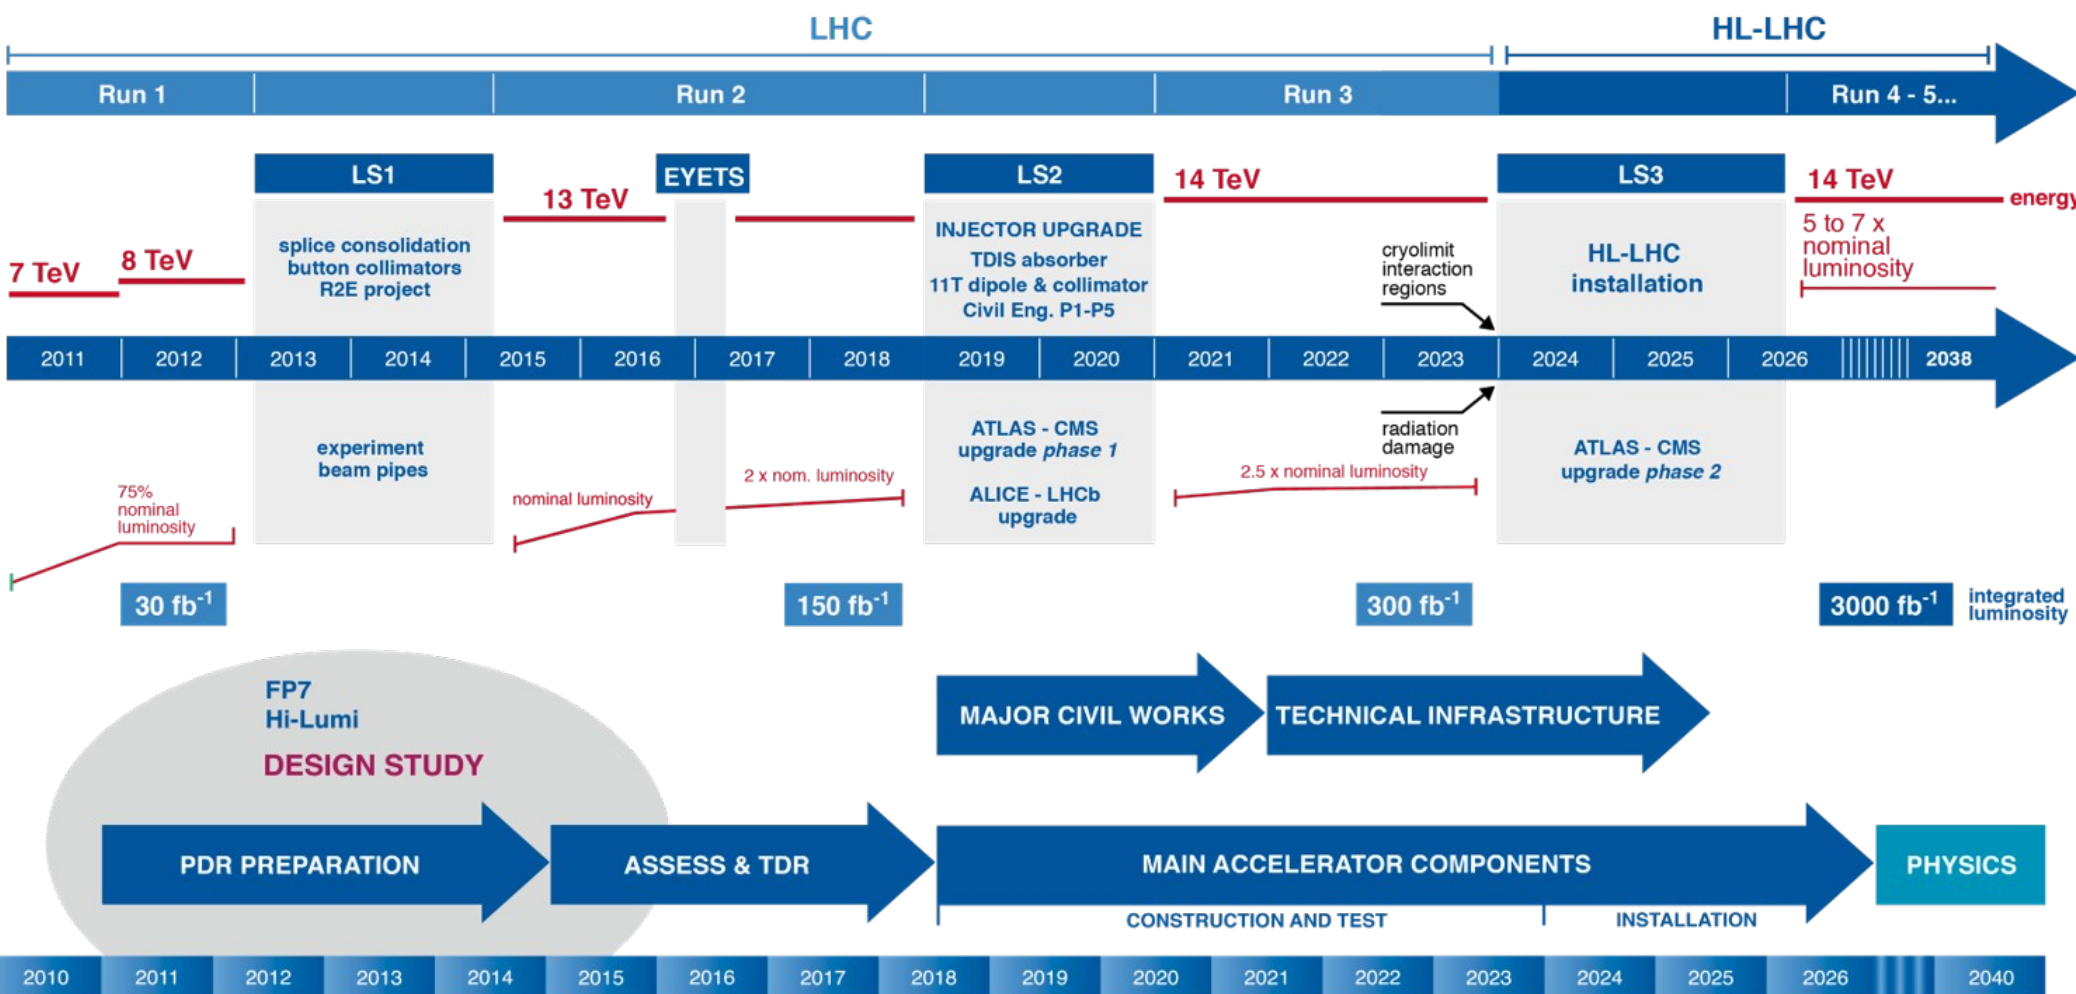 LHC
HL-LHC
Run 1
Run 2
Run 3
Run 4 - 5...
LS1
EYETS
LS2
LS3
13 TeV
14 TeV
14 TeV
energy
7 TeV
8 TeV
splice consolidation
button collimators
R2E project
INJECTOR UPGRADE
TDIS absorber
11T dipole & collimator
Civil Eng. P1-P5
cryolimit
interaction
regions
HL-LHC
installation
5 to 7 x
nominal
luminosity
2011
2012
2013
2014
2015
2016
2017
2018
2019
2020
2021
2022
2023
2024
2025
2026
2038
75%
nominal
luminosity
experiment
beam pipes
nominal luminosity
2 x nom. luminosity
ATLAS - CMS
upgrade phase 1
ALICE - LHCb
upgrade
radiation
damage
2.5 x nominal luminosity
ATLAS - CMS
upgrade phase 2
30 fb⁻¹
150 fb⁻¹
300 fb⁻¹
3000 fb⁻¹
integrated
luminosity
FP7
Hi-Lumi
DESIGN STUDY
MAJOR CIVIL WORKS
TECHNICAL INFRASTRUCTURE
PDR PREPARATION
ASSESS & TDR
MAIN ACCELERATOR COMPONENTS
PHYSICS
CONSTRUCTION AND TEST
INSTALLATION
2010
2011
2012
2013
2014
2015
2016
2017
2018
2019
2020
2021
2022
2023
2024
2025
2026
2040